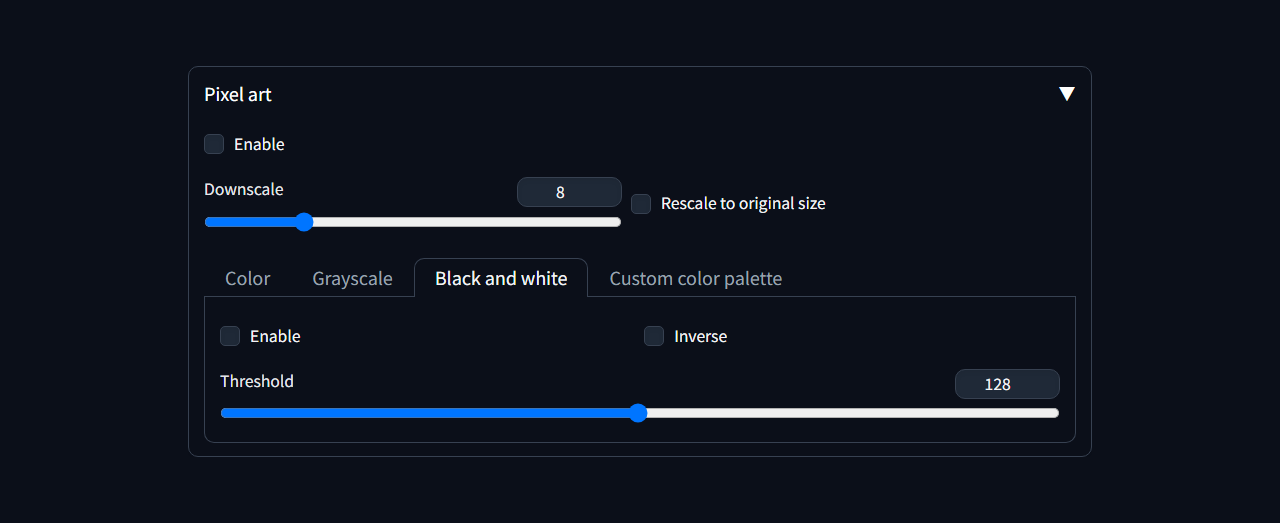 Pixel art
Enable
Downscale 8
Rescale to original size
Color Grayscale Black and white Custom color palette
Enable Inverse
Threshold 128